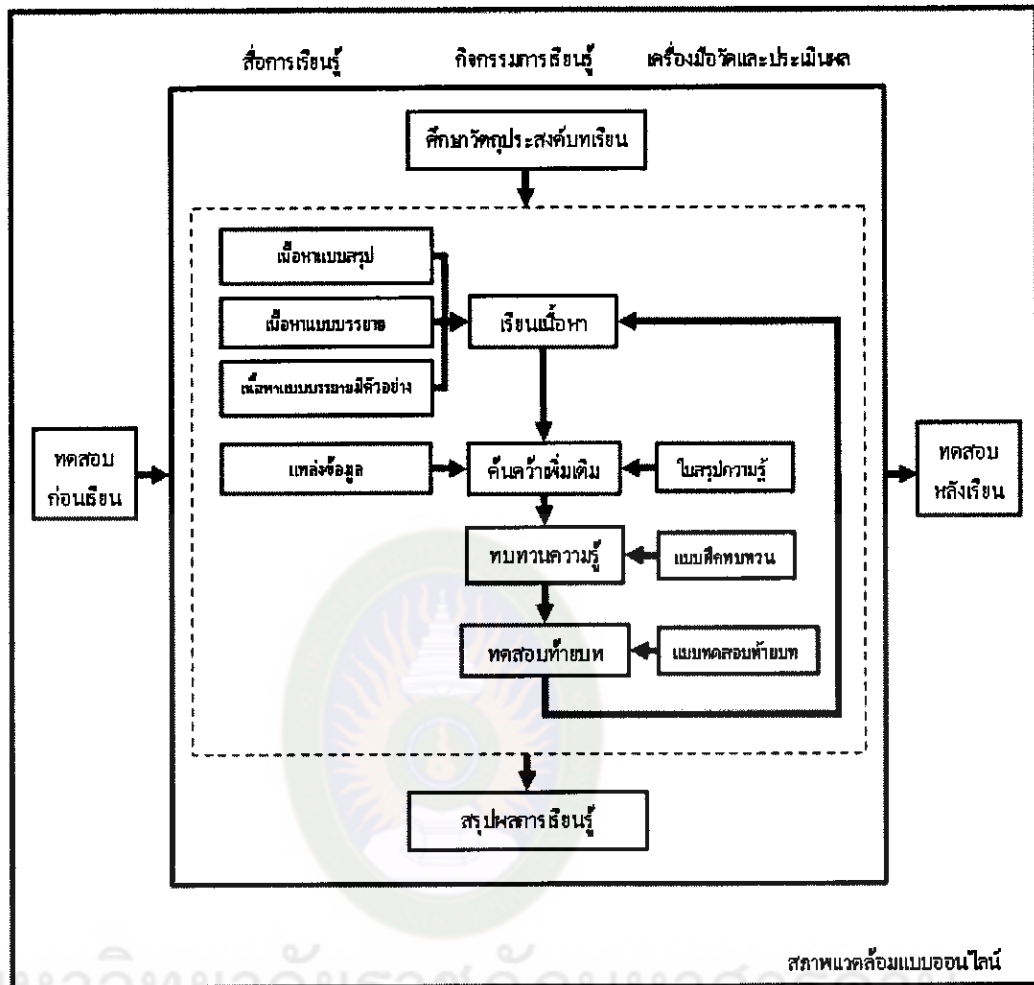 สื่อการเรียนรู้ กิจกรรมการเรียนรู้ เครื่องมือวัดและประเมินผล
ศึกษาวัตถุประสงค์บทเรียน
เนื้อหาแบบสรุป
เนื้อหาแบบบรรยาย
เรียนเนื้อหา
เนื้อหาแบบบรรยายมีตัวอย่าง
ทดสอบ
ก่อนเรียน
แหล่งข้อมูล
ค้นคว้าเพิ่มเติม
ใบสรุปความรู้
ทดสอบ
หลังเรียน
ทบทวนความรู้
แบบฝึกทบทวน
ทดสอบท้ายบท
แบบทดสอบท้ายบท
สรุปผลการเรียนรู้
สภาพแวดล้อมแบบออนไลน์